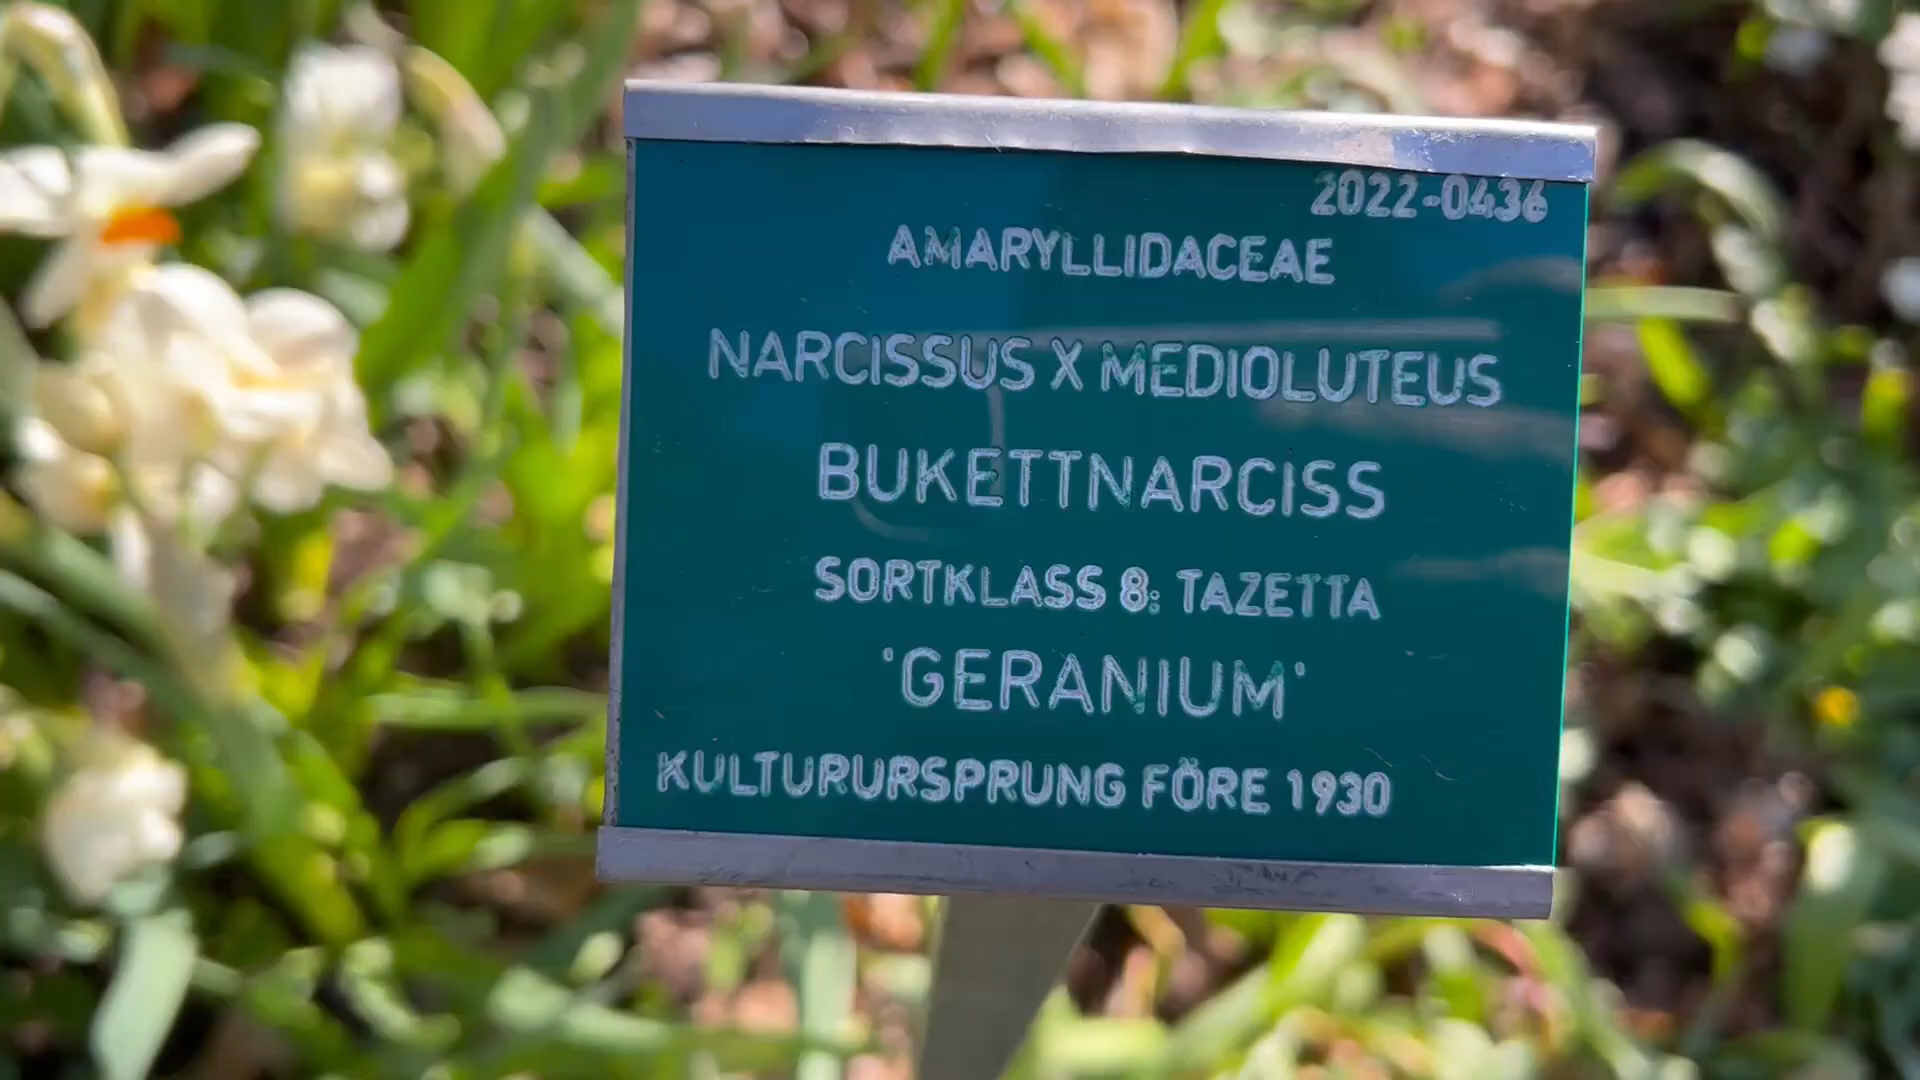 2022-0436
AMARYLLIDACEAE
NARCISSUS X MEDIOLUTEUS
BUKETTNARCISS
SORTKLASS 8: TAZETTA
'GERANIUM'
KULTURURSPRUNG FÖRE 1930